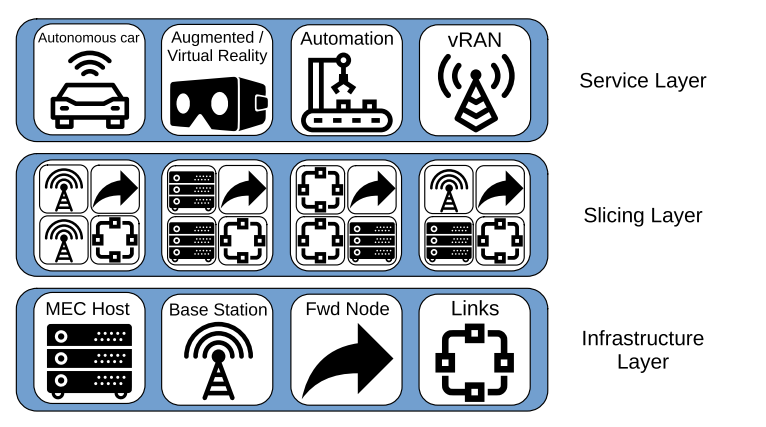 Autonomous car
Augmented /
Virtual Reality
Automation
vRAN
Service Layer
Slicing Layer
MEC Host
Base Station
Fwd Node
Links
Infrastructure
Layer